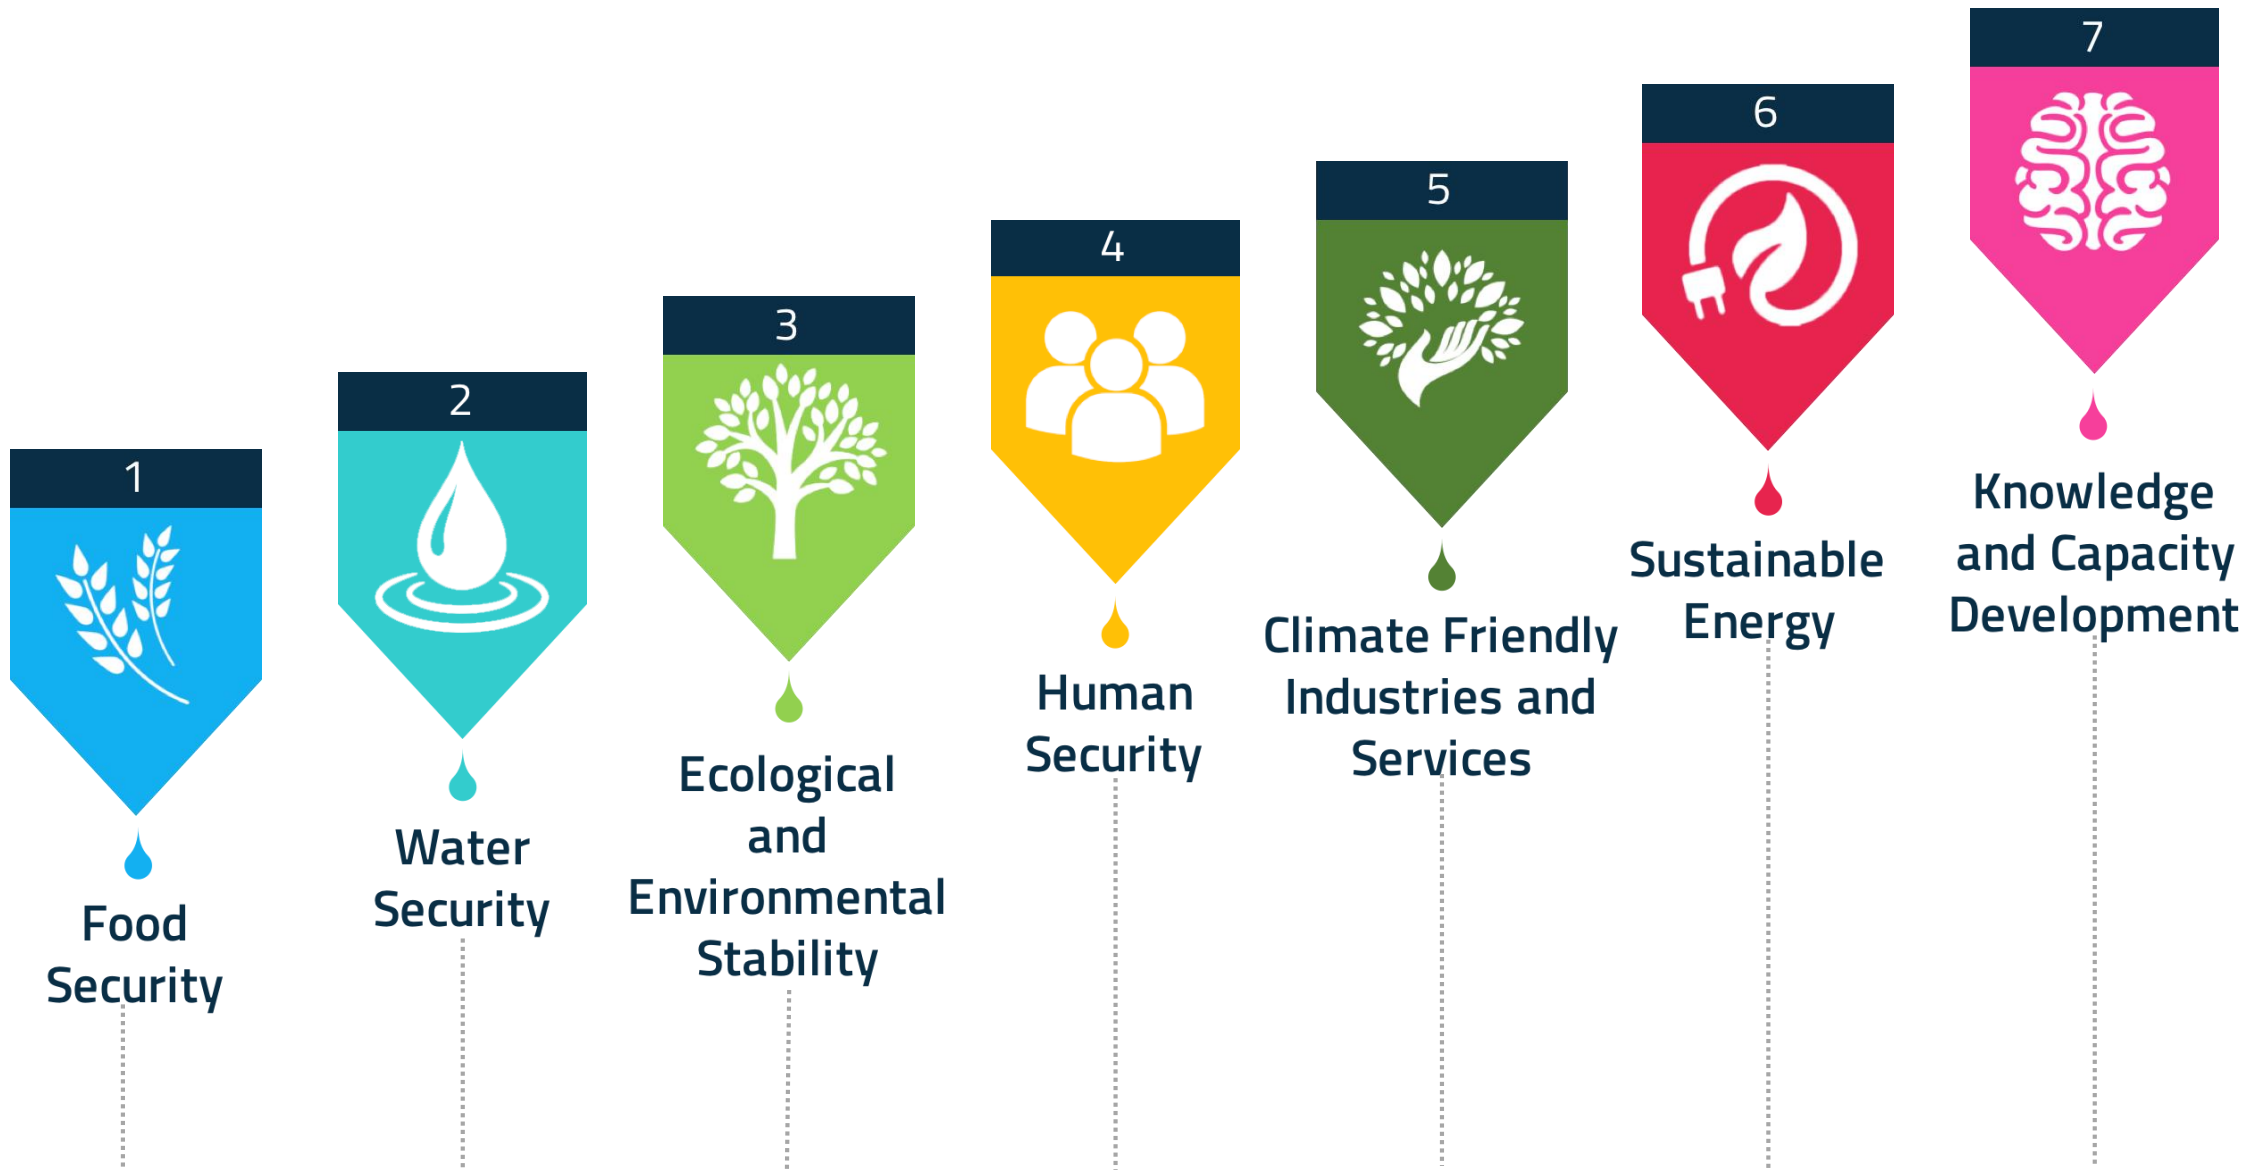 1
Food
Security
2
Water
Security
3
Ecological
and
Environmental
Stability
4
Human
Security
5
Climate Friendly
Industries and
Services
6
Sustainable
Energy
7
Knowledge
and Capacity
Development